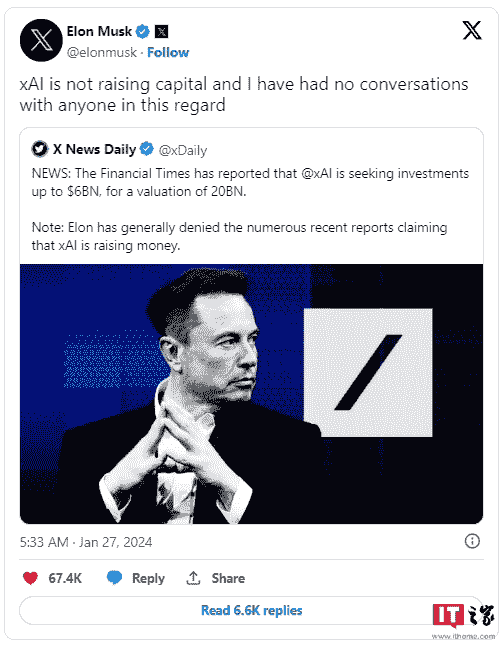 Elon Musk
@elonmusk · Follow
xAI is not raising capital and I have had no conversations
with anyone in this regard
X News Daily @xDaily
NEWS: The Financial Times has reported that @xAI is seeking investments
up to $6BN, for a valuation of 20BN.
Note: Elon has generally denied the numerous recent reports claiming
that xAI is raising money.
5:33 AM · Jan 27, 2024
67.4K Reply Share
Read 6.6K replies
IT之家
www.ithome.com